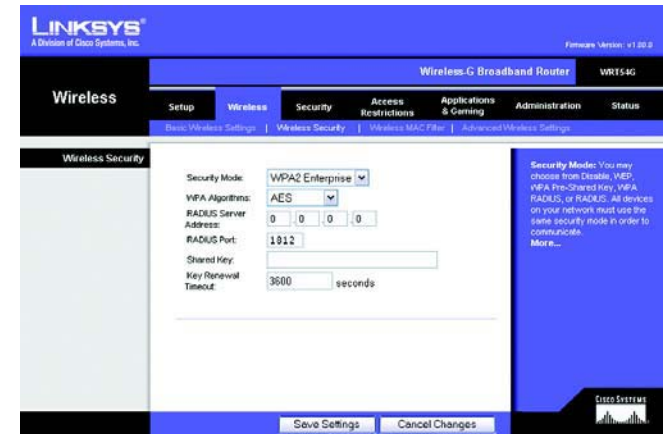 LINKSYS®
A Division of Cisco Systems, Inc.
Firmware Version: v1.00.0
Wireless-G Broadband Router WRT54G
Wireless
Setup Wireless Security Access Restrictions Applications & Gaming Administration Status
Basic Wireless Settings | Wireless Security | Wireless MAC Filter | Advanced Wireless Settings
Wireless Security
Security Mode: WPA2 Enterprise
WPA Algorithms: AES
RADIUS Server Address: 0 . 0 . 0 . 0
RADIUS Port: 1812
Shared Key:
Key Renewal Timeout: 3600 seconds
Security Mode: You may
choose from Disable, WEP,
WPA Pre-Shared
Key, WPA
RADIUS, or RADIUS. All devices
on your network must use the
same security mode in order to
communicate.
More...
Save Settings Cancel Changes
CISCO SYSTEMS